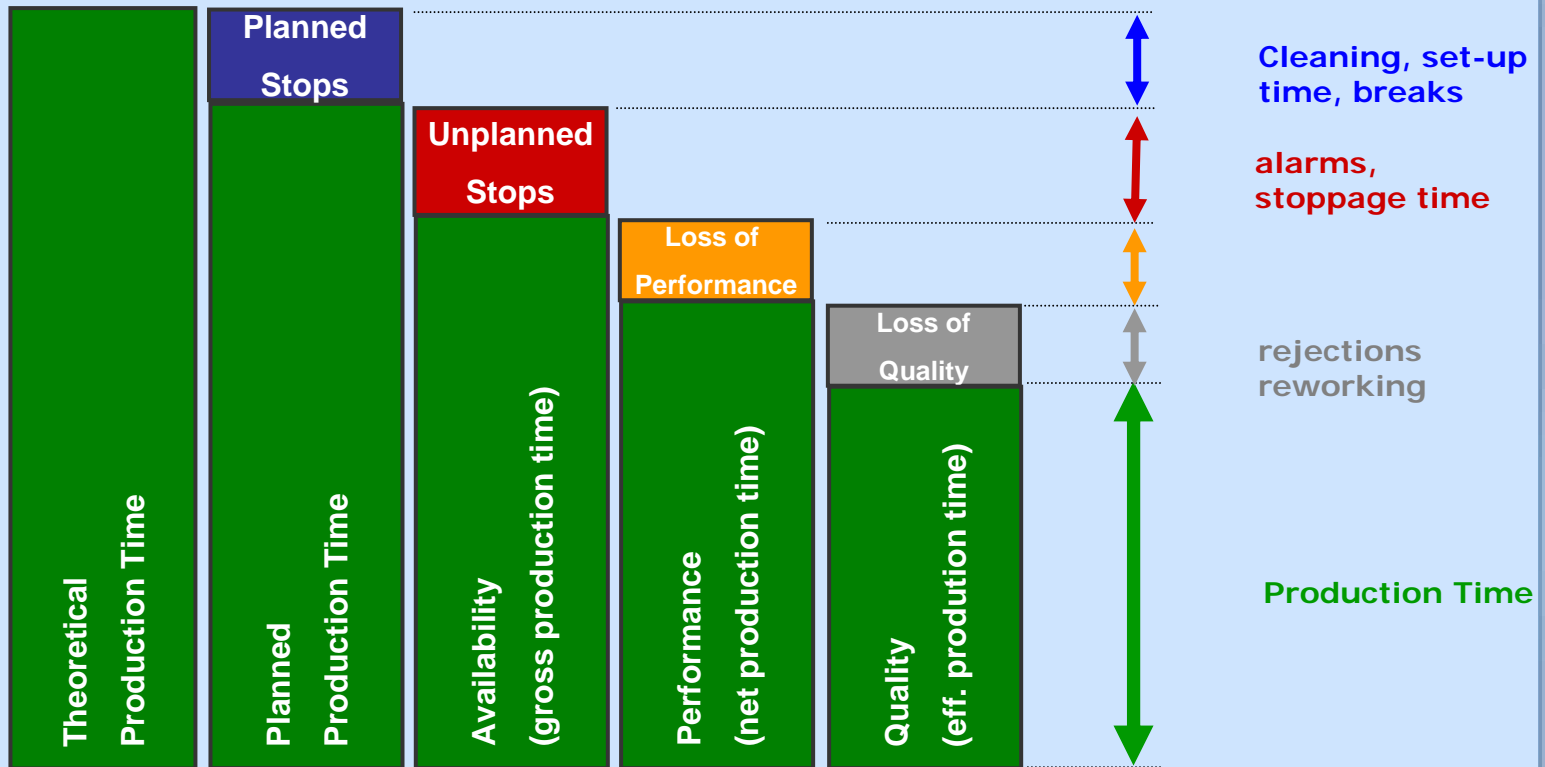 Planned
Stops
Unplanned
Stops
Loss of
Performance
Loss of
Quality
Theoretical
Production Time
Planned
Production Time
Availability
(gross production time)
Performance
(net production time)
Quality
(eff. prodution time)
Cleaning, set-up
time, breaks
alarms,
stoppage time
rejections
reworking
Production Time